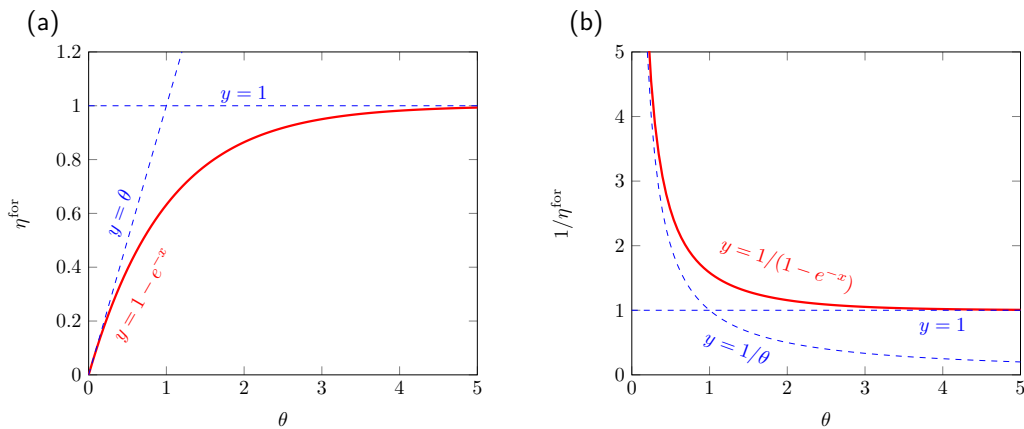 (a)
1.2
1
0.8
0.6
0.4
0.2
0
0 1 2 3 4 5
θ
η^for
y = 1
y = θ
y = 1 − e^−x
(b)
5
4
3
2
1
0
0 1 2 3 4 5
θ
1/η^for
y = 1/(1 − e^−x)
y = 1
y = 1/θ